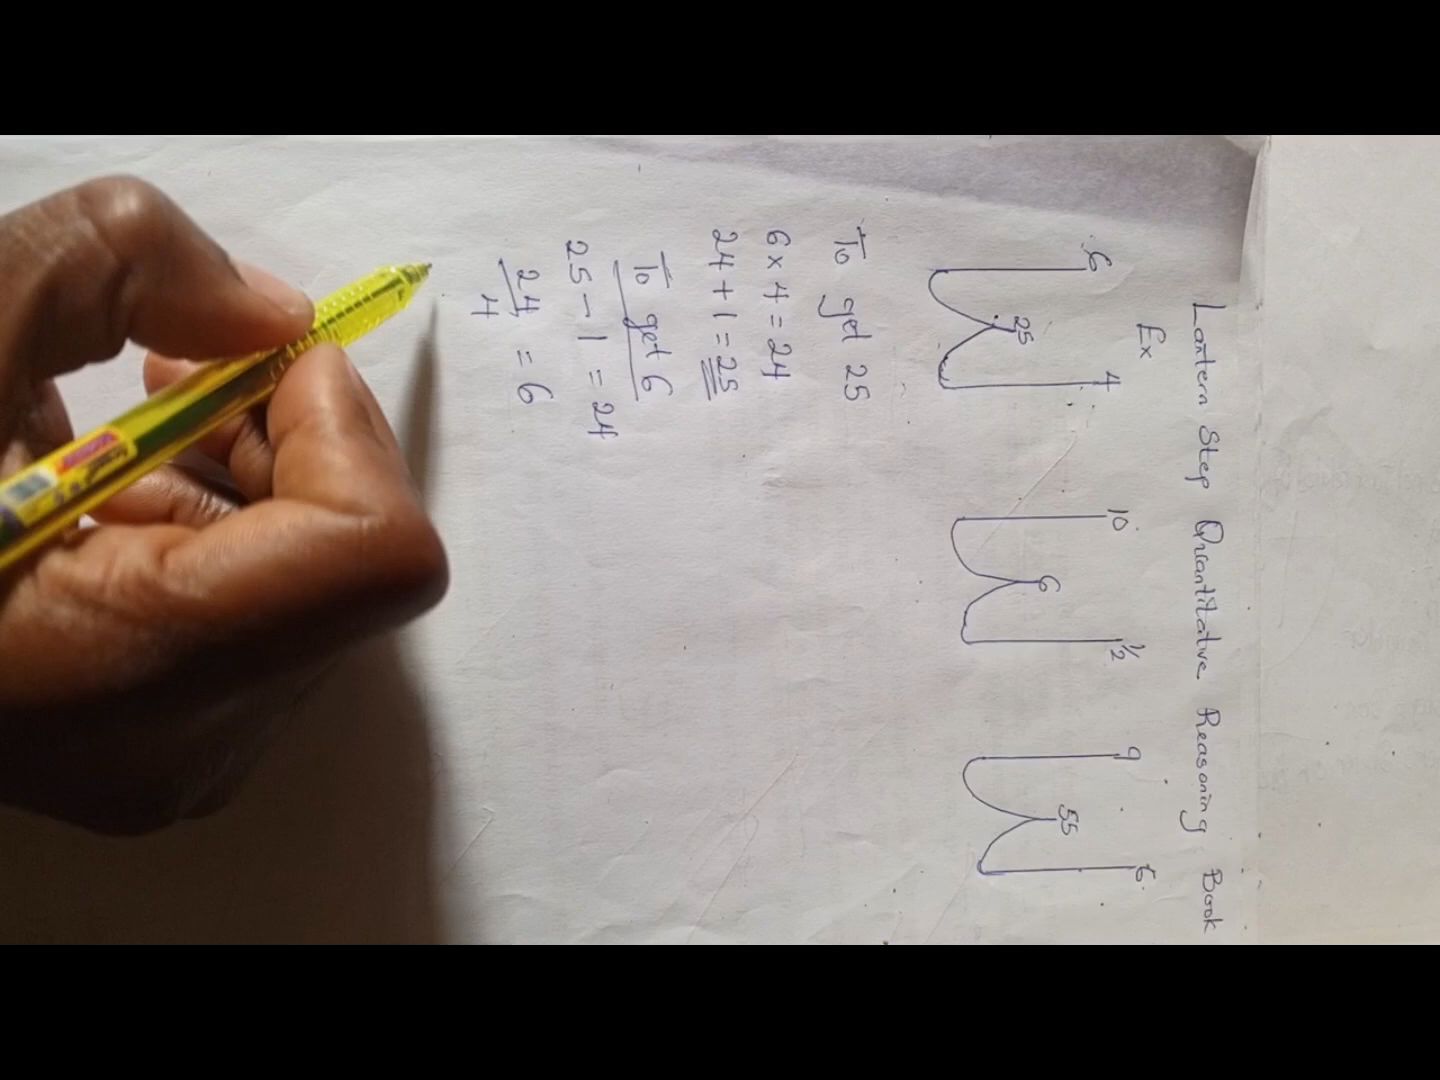 Lantern Step Quantitative Reasoning Book
Ex
6 4 10 1/2 9 6
25 6 55
To get 25
6 x 4 = 24
24 + 1 = 25
To get 6
25 - 1 = 24
24 = 6
4